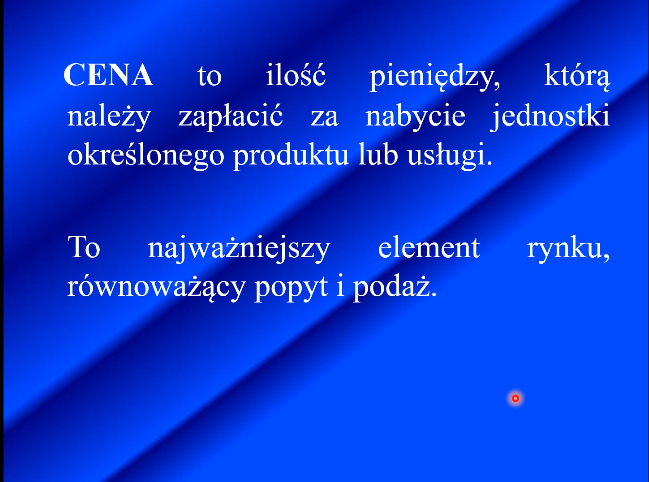 CENA to ilość pieniędzy, którą
należy zapłacić za nabycie jednostki
określonego produktu lub usługi.
To najważniejszy element rynku,
równoważący popyt i podaż.